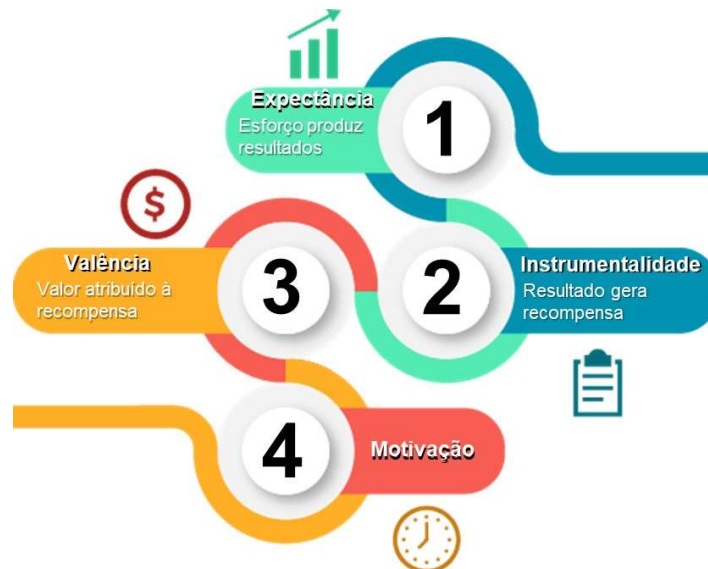 Expectância
Esforço produz
resultados
1
2
Instrumentalidade
Resultado gera
recompensa
3
Valência
Valor atribuído à
recompensa
$
4
Motivação